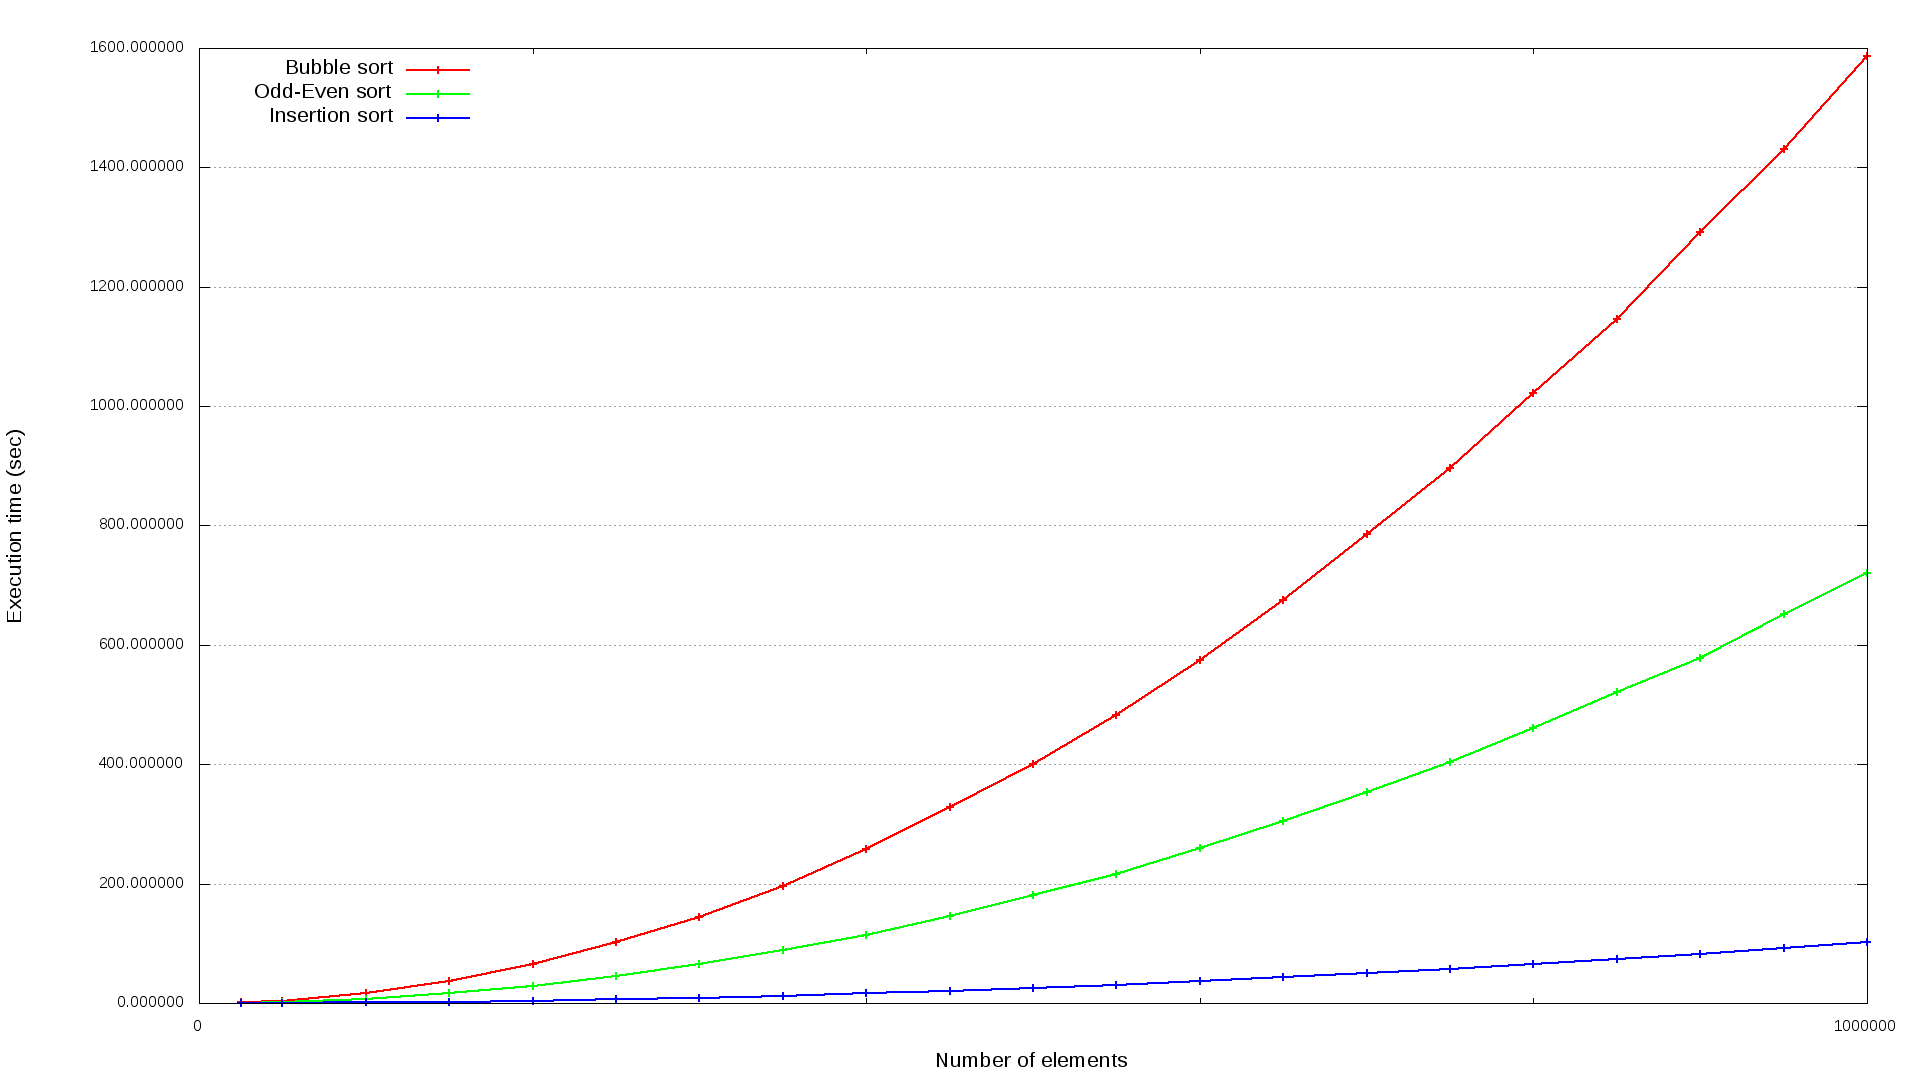 1600.000000
Bubble sort
Odd-Even sort
Insertion sort
1400.000000
1200.000000
1000.000000
800.000000
600.000000
400.000000
200.000000
0.000000
Execution time (sec)
0
1000000
Number of elements